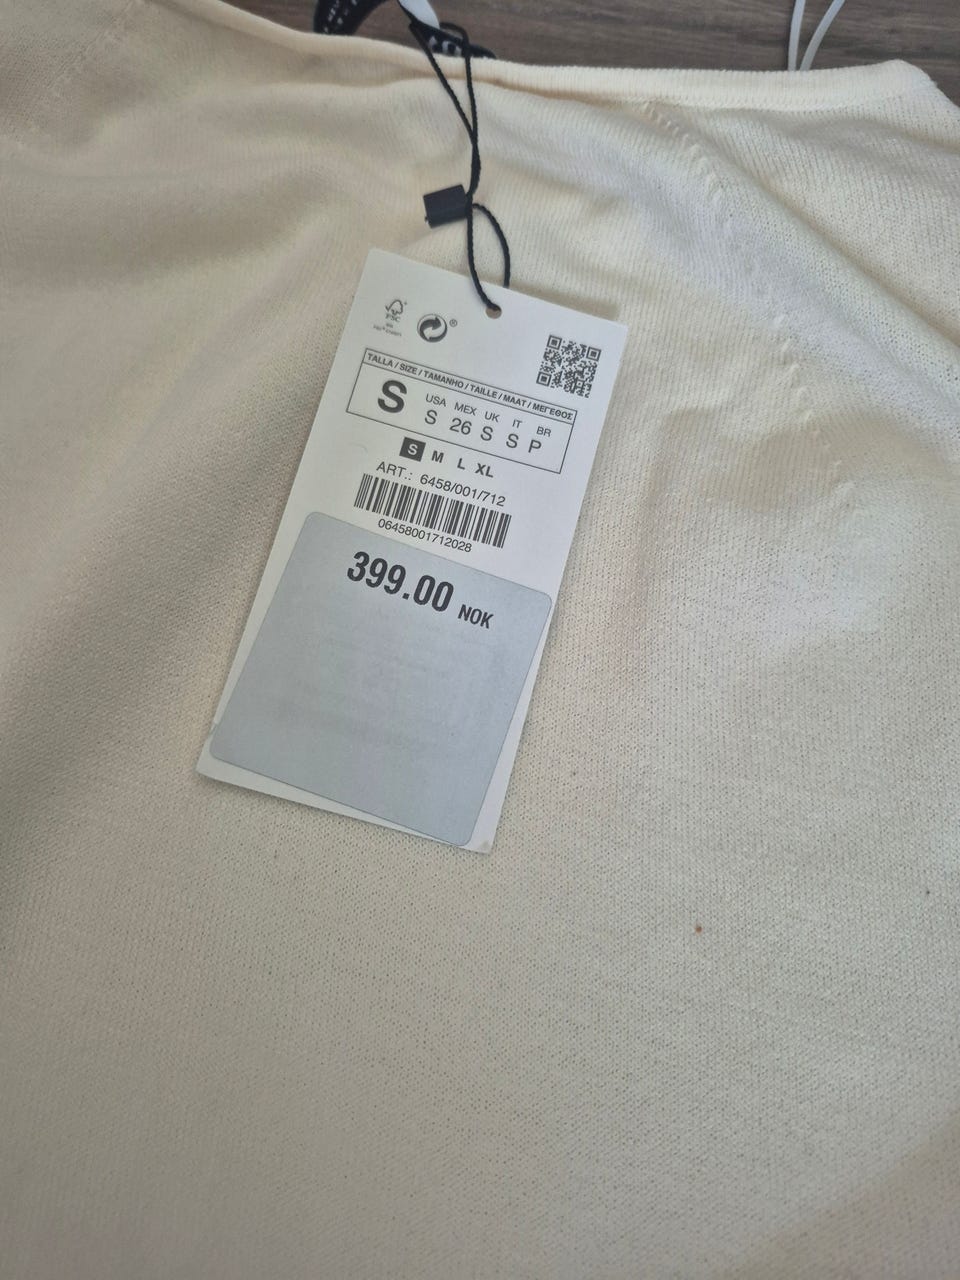 FSC
®
TALLA / SIZE / TAMANHO / TAILLE / MAAT / ΜΕΓΕΘΟΣ
S
USA MEX UK IT BR
S 26 S S P
S M L XL
ART.: 6458/001/712
06458001712028
399.00 NOK